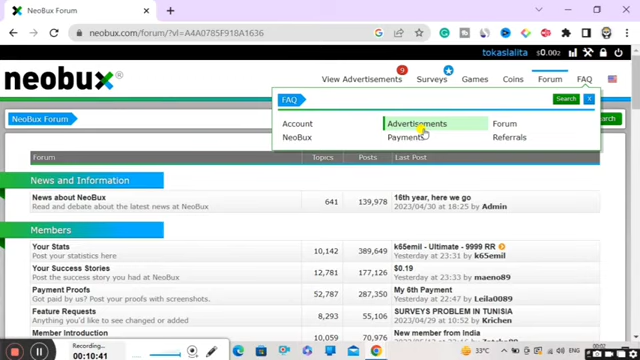 NeoBux Forum
neobux.com/forum/?vl=A4A0785F918A1636
tokaslalita $0.002
neobux®
View Advertisements 9 Surveys Games Coins Forum FAQ
FAQ Search x
Account Advertisements Forum
NeoBux Payments Referrals
NeoBux Forum
Forum Topics Posts Last Post
News and Information
News about NeoBux
Read and debate about the latest news at NeoBux
641 139,978
16th year, here we go
2023/04/30 at 18:25 by Admin
Members
Your Stats
Post your statistics here
10,142 389,649
k65emil - Ultimate - 9999 RR
Yesterday at 23:31 by k65emil
Your Success Stories
Post the success story you had at NeoBux
12,781 177,126
$0.19
Yesterday at 23:33 by maeno89
Payment Proofs
Got paid by us? Post your proofs here
52,787 287,350
My 6th Payment
Yesterday at 22:47 by Leila0089
Feature Requests
Anything you'd like to see changed or added
8,293 55,106
SURVEYS PROBLEM IN TUNISIA
2023/04/29 at 18:25 by Krichen
Member Introduction
10,059 70,976
New member from India
Recording...
00:10:41
33°C
ENG
00:02